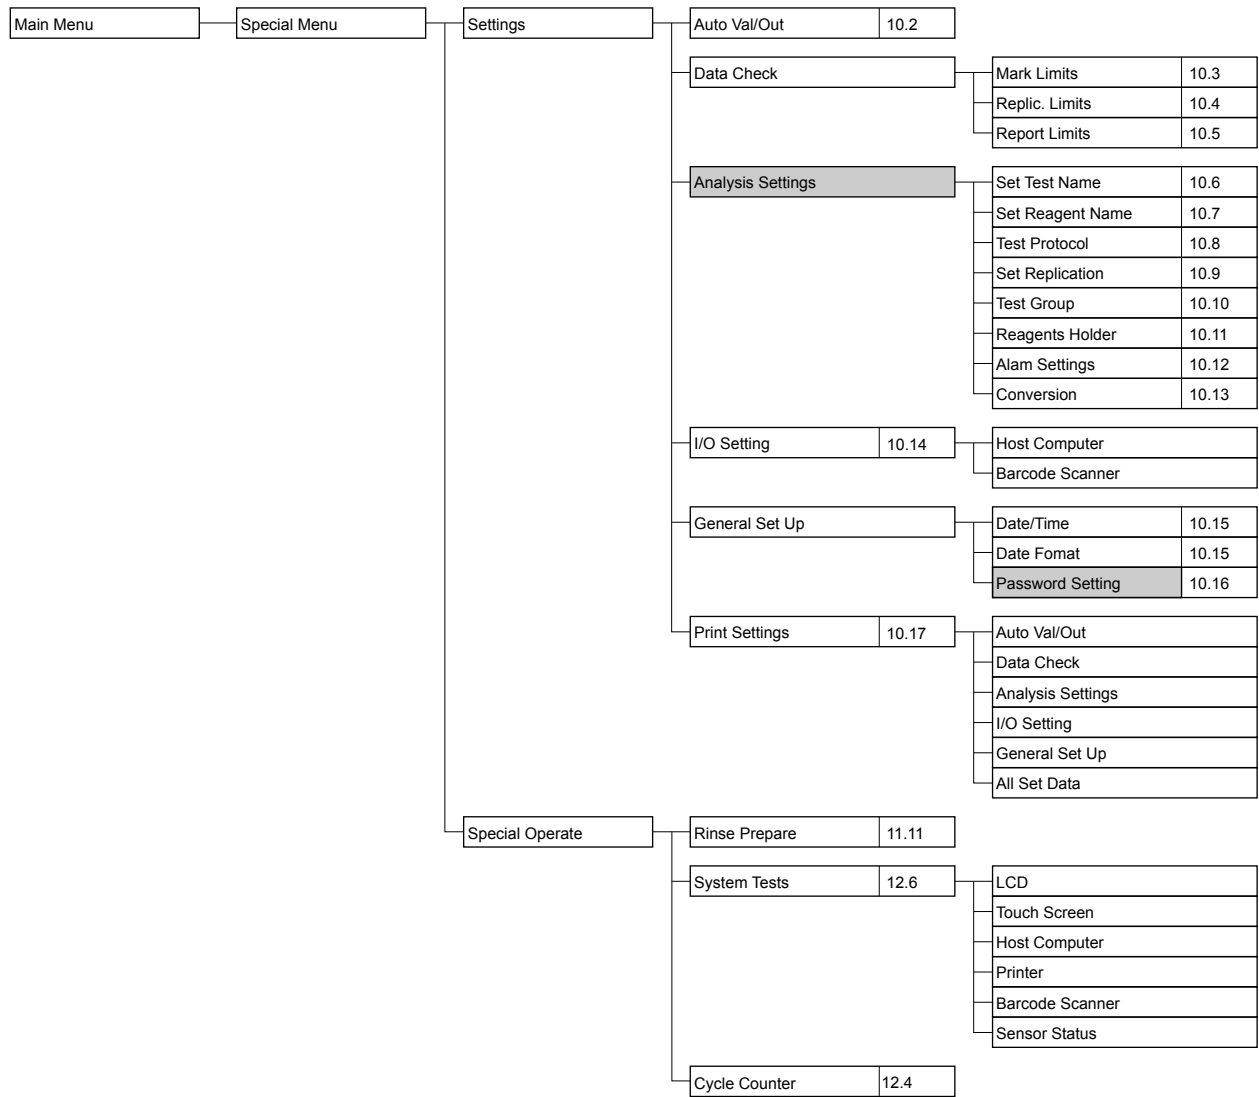 Main Menu
Special Menu
Settings
Auto Val/Out 10.2
Data Check
Mark Limits 10.3
Replic. Limits 10.4
Report Limits 10.5
Analysis Settings
Set Test Name 10.6
Set Reagent Name 10.7
Test Protocol 10.8
Set Replication 10.9
Test Group 10.10
Reagents Holder 10.11
Alam Settings 10.12
Conversion 10.13
I/O Setting 10.14
Host Computer
Barcode Scanner
General Set Up
Date/Time 10.15
Date Fomat 10.15
Password Setting 10.16
Print Settings 10.17
Auto Val/Out
Data Check
Analysis Settings
I/O Setting
General Set Up
All Set Data
Special Operate
Rinse Prepare 11.11
System Tests 12.6
LCD
Touch Screen
Host Computer
Printer
Barcode Scanner
Sensor Status
Cycle Counter 12.4